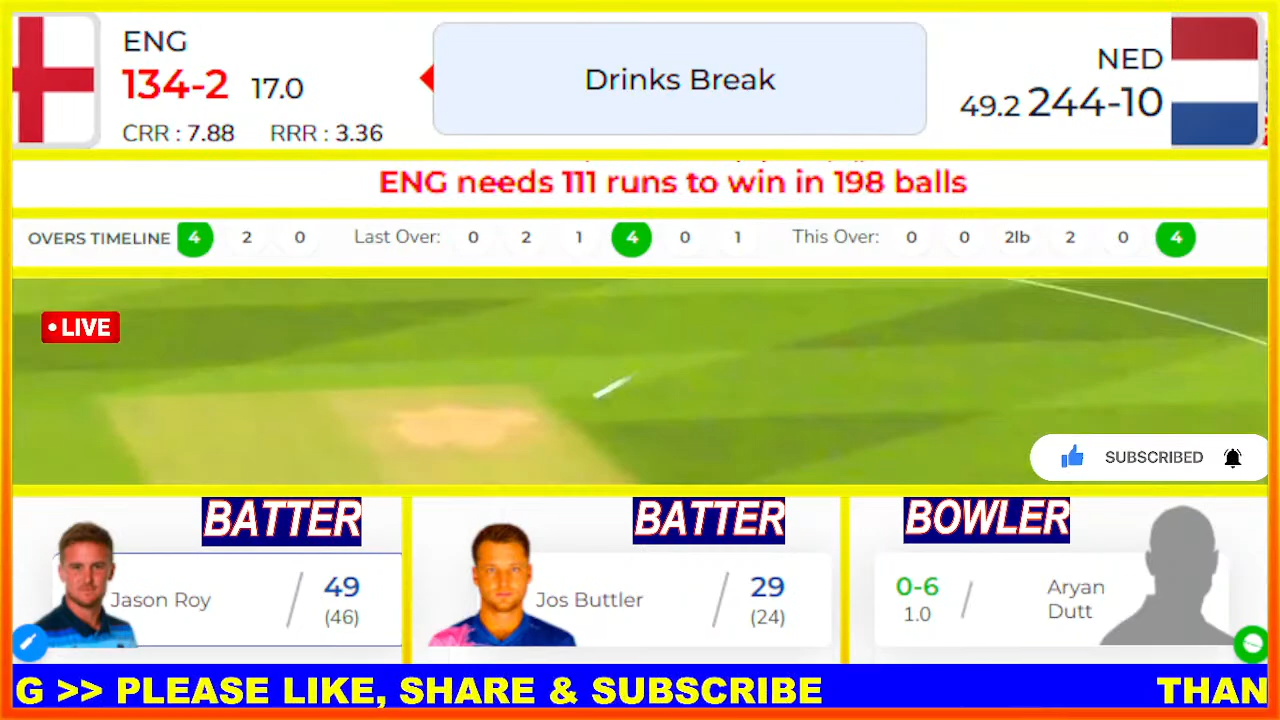 ENG
134-2 17.0
CRR : 7.88 RRR : 3.36
Drinks Break
NED
49.2 244-10
ENG needs 111 runs to win in 198 balls
OVERS TIMELINE 4 2 0 Last Over: 0 2 1 4 0 1 This Over: 0 0 2lb 2 0 4
• LIVE
SUBSCRIBED
BATTER
Jason Roy 49
(46)
BATTER
Jos Buttler 29
(24)
BOWLER
0-6
1.0
Aryan
Dutt
G >> PLEASE LIKE, SHARE & SUBSCRIBE THAN